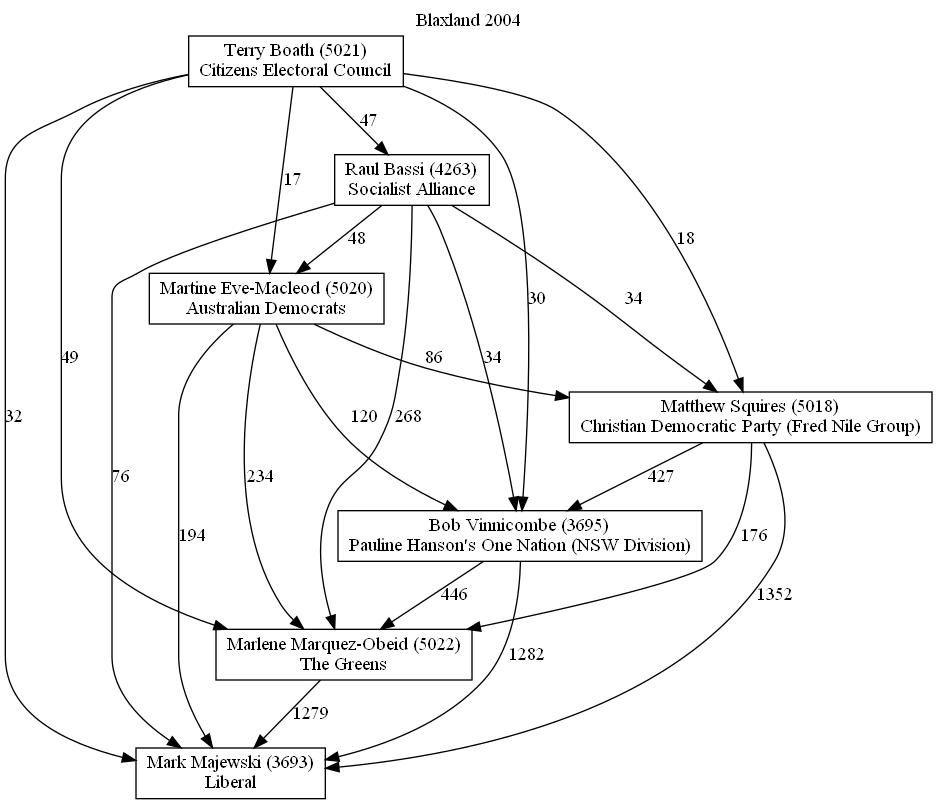 Blaxland 2004
Terry Boath (5021)
Citizens Electoral Council
47
Raul Bassi (4263)
Socialist Alliance
17
48
18
Martine Eve-Macleod (5020)
Australian Democrats
30
34
49
86
34
Matthew Squires (5018)
Christian Democratic Party (Fred Nile Group)
32
120
268
76
234
427
Bob Vinnicombe (3695)
Pauline Hanson's One Nation (NSW Division)
194
176
446
1352
Marlene Marquez-Obeid (5022)
The Greens
1282
1279
Mark Majewski (3693)
Liberal